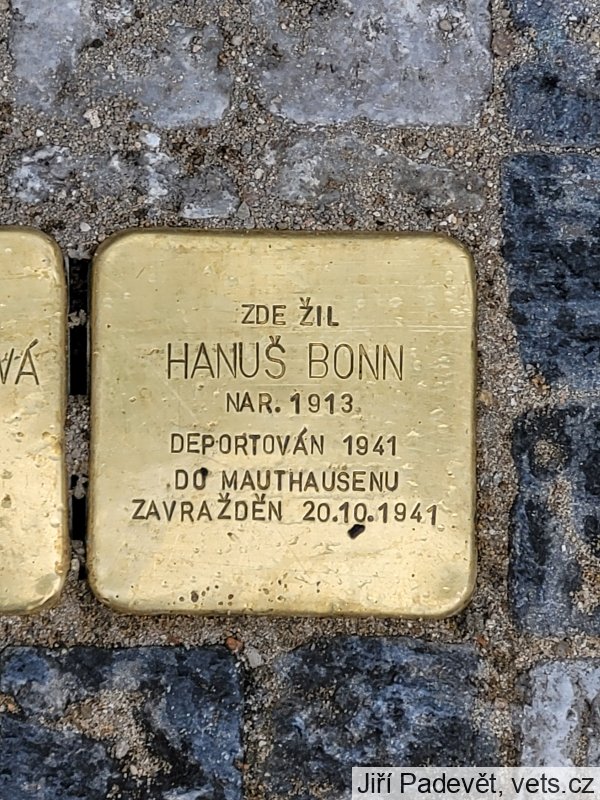 ZDE ŽIL
HANUŠ BONN
NAR. 1913
DEPORTOVÁN 1941
DO MAUTHAUSENU
ZAVRAŽDĚN 20.10.1941
VÁ
Jiří Padevět, vets.cz